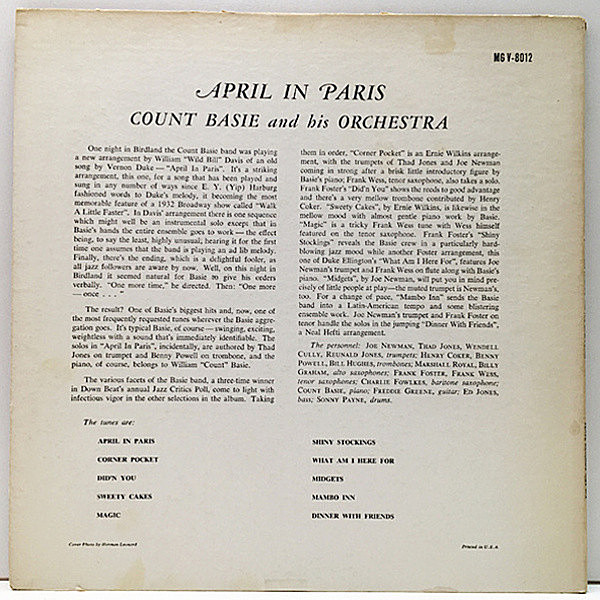 MG V-8012
APRIL IN PARIS
COUNT BASIE and his ORCHESTRA
One night in Birdland the Count Basie band was playing
a new arrangement by William "Wild Bill" Davis of an old
song by Vernon Duke — "April In Paris". It's a striking
arrangement, this one, for a song that has been played and
sung in any number of ways since E. Y. (Yip) Harburg
fashioned words to Duke's melody, it becoming the most
memorable feature of a 1932 Broadway show called "Walk
A Little Faster". In Davis' arrangement there is one sequence
which might well be an instrumental solo except that in
Basie's hands the entire ensemble goes to work — the effect
being, to say the least, highly unusual; hearing it for the first
time one assumes that the band is playing an ad lib melody.
Finally, there's the ending, which is a delightful fooler, as
all jazz followers are aware by now. Well, on this night in
Birdland it seemed natural for Basie to give his orders
verbally. "One more time," he directed. Then: "One more
— once . . . ."
The result? One of Basie's biggest hits and, now, one of
the most frequently requested tunes wherever the Basie aggre-
gation goes. It's typical Basie, of course — swinging, exciting,
weightless with a sound that's immediately identifiable. The
solos in "April In Paris", incidentally, are authored by Thad
Jones on trumpet and Benny Powell on trombone, and the
piano, of course, belongs to William "Count" Basie.
The various facets of the Basie band, a three-time winner
in Down Beat's annual Jazz Critics Poll, come to light with
infectious vigor in the other selections in the album. Taking
them in order, "Corner Pocket" is an Ernie Wilkins arrange-
ment, with the trumpets of Thad Jones and Joe Newman
coming in strong after a brisk little introductory figure by
Basie's piano; Frank Wess, tenor saxophone, also takes a solo.
Frank Foster's "Did'n You" shows the reeds to good advantage
and there's a very mellow trombone contributed by Henry
Coker. "Sweetie Cakes", by Ernie Wilkins, is likewise in the
mellow mood with almost gentle piano work by Basie.
"Magic" is a tricky Frank Wess tune with Wess himself
featured on the tenor saxophone. Frank Foster's "Shiny
Stockings" reveals the Basie crew in a particularly hard-
blowing jazz mood while another Foster arrangement, this
one of Duke Ellington's "What Am I Here For", features Joe
Newman's trumpet and Frank Wess on flute along with Basie's
piano. "Midgets", by Joe Newman, will put you in mind pre-
cisely of little people at play—the muted trumpet is Newman's,
too. For a change of pace, "Mambo Inn" sends the Basie
band into a Latin-American tempo and some blistering
ensemble work. Joe Newman's trumpet and Frank Foster on
tenor handle the solos in the jumping "Dinner With Friends",
a Neal Hefti arrangement.
The personnel: JOE NEWMAN, THAD JONES, WENDELL
CULLY, REUNALD JONES, trumpets; HENRY COKER, BENNY
POWELL, BILL HUGHES, trombones; MARSHALL ROYAL, BILLY
GRAHAM, alto saxophones; FRANK FOSTER, FRANK WESS,
tenor saxophones; CHARLIE FOWLKES, baritone saxophone;
COUNT BASIE, piano; FREDDIE GREENE, guitar; ED JONES,
bass; SONNY PAYNE, drums.
The tunes are:
APRIL IN PARIS
CORNER POCKET
DID'N YOU
SWEETY CAKES
MAGIC
SHINY STOCKINGS
WHAT AM I HERE FOR
MIDGETS
MAMBO INN
DINNER WITH FRIENDS
Cover Photo by Herman Leonard
Printed in U.S.A.